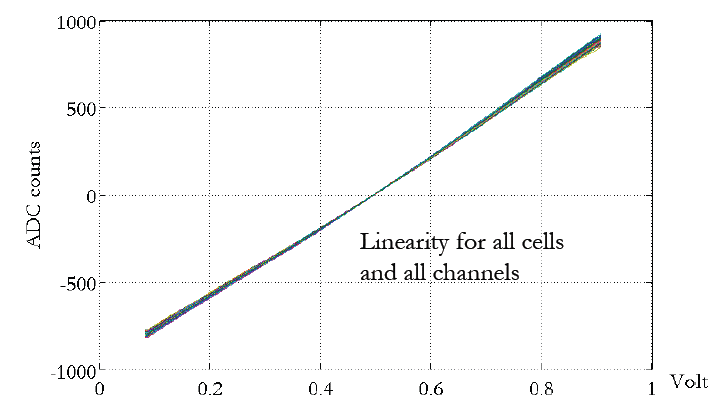 1000
500
0
-500
-1000
ADC counts
Linearity for all cells
and all channels
0 0.2 0.4 0.6 0.8 1 Volt